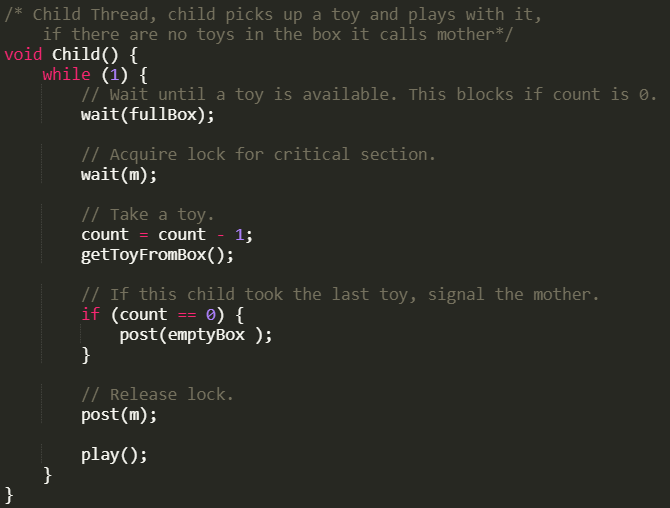 /* Child Thread, child picks up a toy and plays with it,
    if there are no toys in the box it calls mother*/
void Child() {
    while (1) {
        // Wait until a toy is available. This blocks if count is 0.
        wait(fullBox);

        // Acquire lock for critical section.
        wait(m);

        // Take a toy.
        count = count - 1;
        getToyFromBox();

        // If this child took the last toy, signal the mother.
        if (count == 0) {
            post(emptyBox );
        }

        // Release lock.
        post(m);

        play();
    }
}